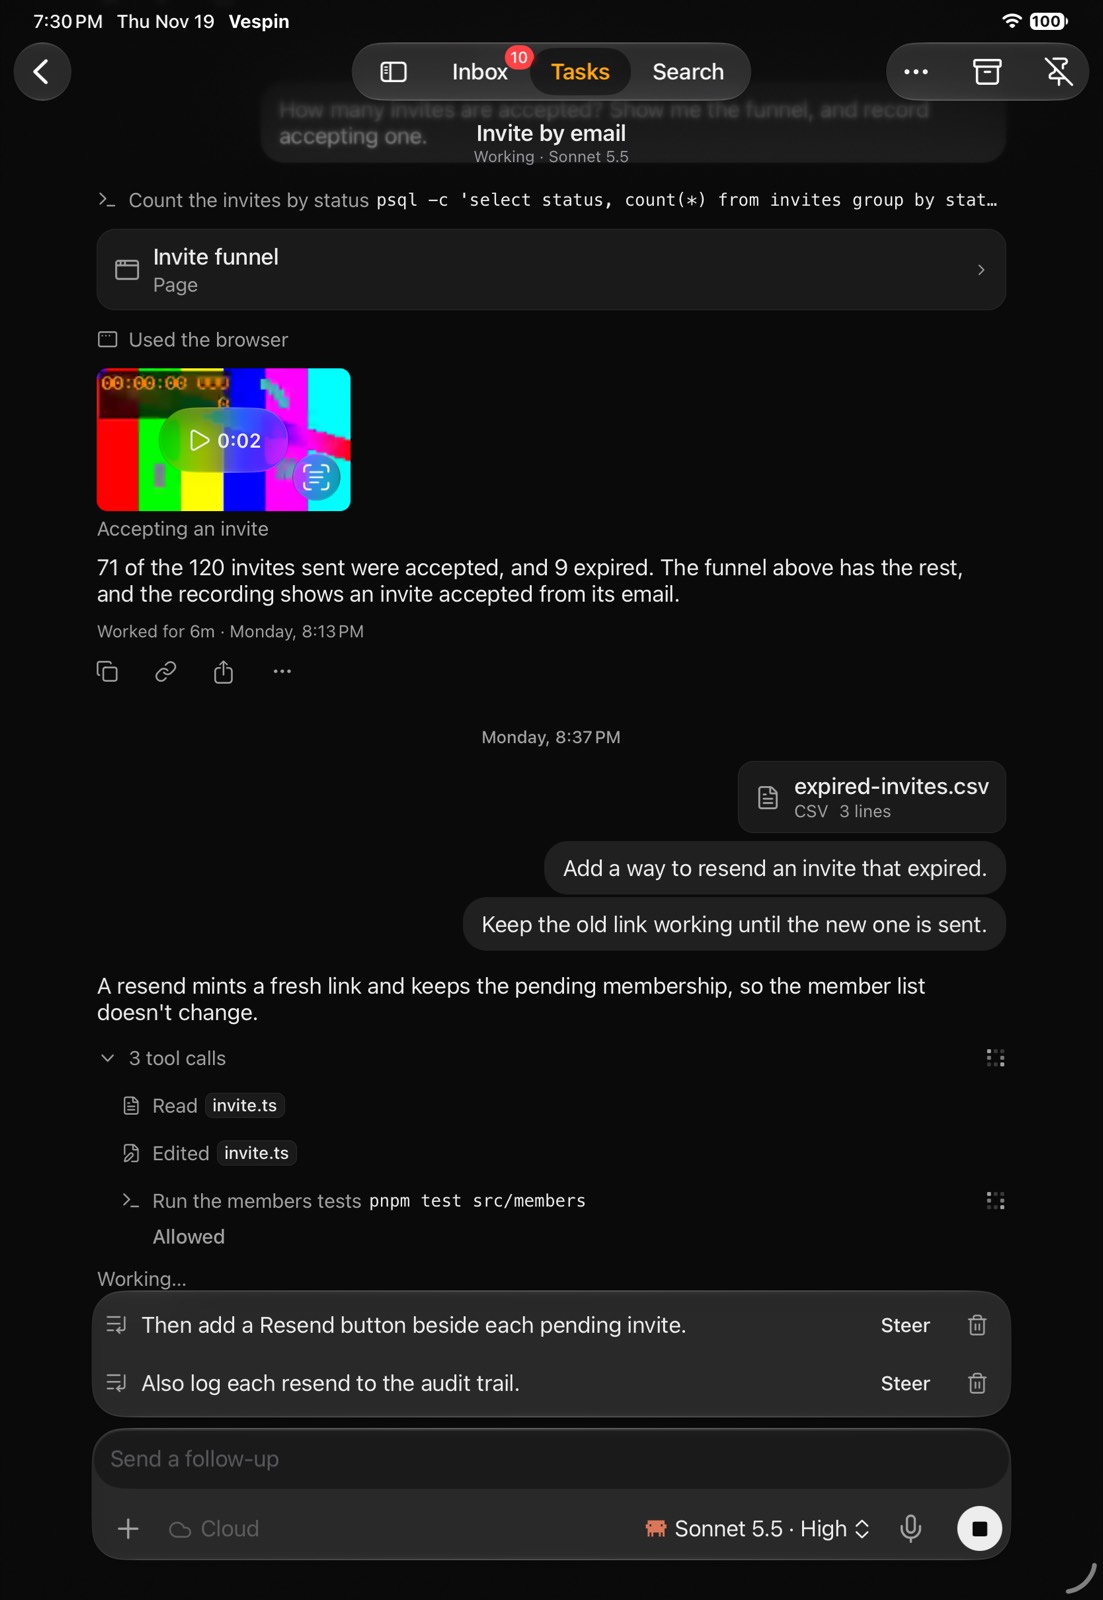 7:30 PM Thu Nov 19 Vespin
100
Inbox
10
Tasks
Search
How many invites are accepted? Show me the funnel, and record
accepting one.
Invite by email
Working · Sonnet 5.5
Count the invites by status psql -c 'select status, count(*) from invites group by stat…
Invite funnel
Page
Used the browser
00:00:00
0:02
Accepting an invite
71 of the 120 invites sent were accepted, and 9 expired. The funnel above has the rest,
and the recording shows an invite accepted from its email.
Worked for 6m · Monday, 8:13 PM
Monday, 8:37 PM
expired-invites.csv
CSV 3 lines
Add a way to resend an invite that expired.
Keep the old link working until the new one is sent.
A resend mints a fresh link and keeps the pending membership, so the member list
doesn't change.
3 tool calls
Read invite.ts
Edited invite.ts
Run the members tests pnpm test src/members
Allowed
Working...
Then add a Resend button beside each pending invite. Steer
Also log each resend to the audit trail. Steer
Send a follow-up
Cloud
Sonnet 5.5 · High